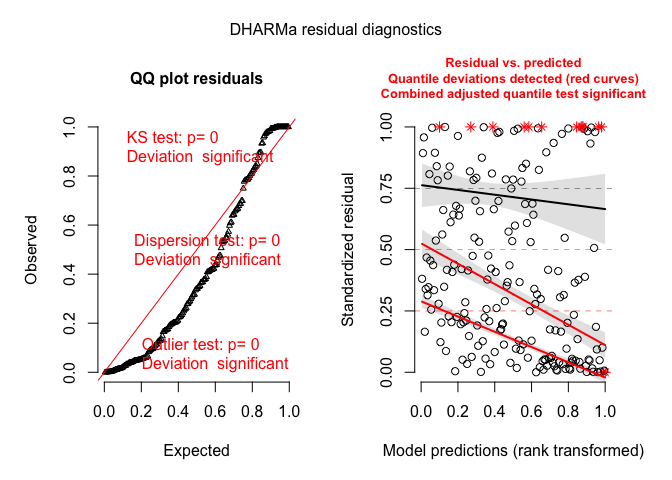 DHARMa residual diagnostics
QQ plot residuals
KS test: p= 0
Deviation significant
Dispersion test: p= 0
Deviation significant
Outlier test: p= 0
Deviation significant
Observed
0.0 0.2 0.4 0.6 0.8 1.0
0.0 0.2 0.4 0.6 0.8 1.0
Expected
Residual vs. predicted
Quantile deviations detected (red curves)
Combined adjusted quantile test significant
Standardized residual
0.00 0.25 0.50 0.75 1.00
0.0 0.2 0.4 0.6 0.8 1.0
Model predictions (rank transformed)